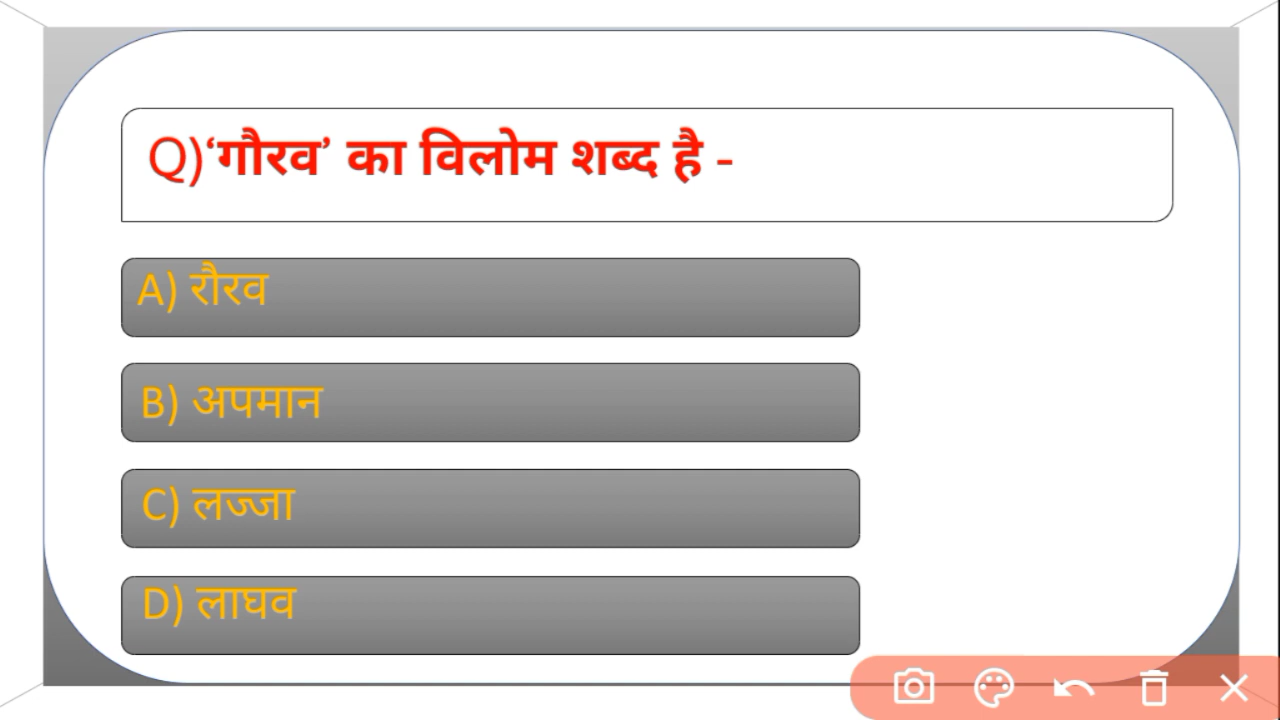 Q)‘गौरव’ का विलोम शब्द है -
A) रौरव
B) अपमान
C) लज्जा
D) लाघव